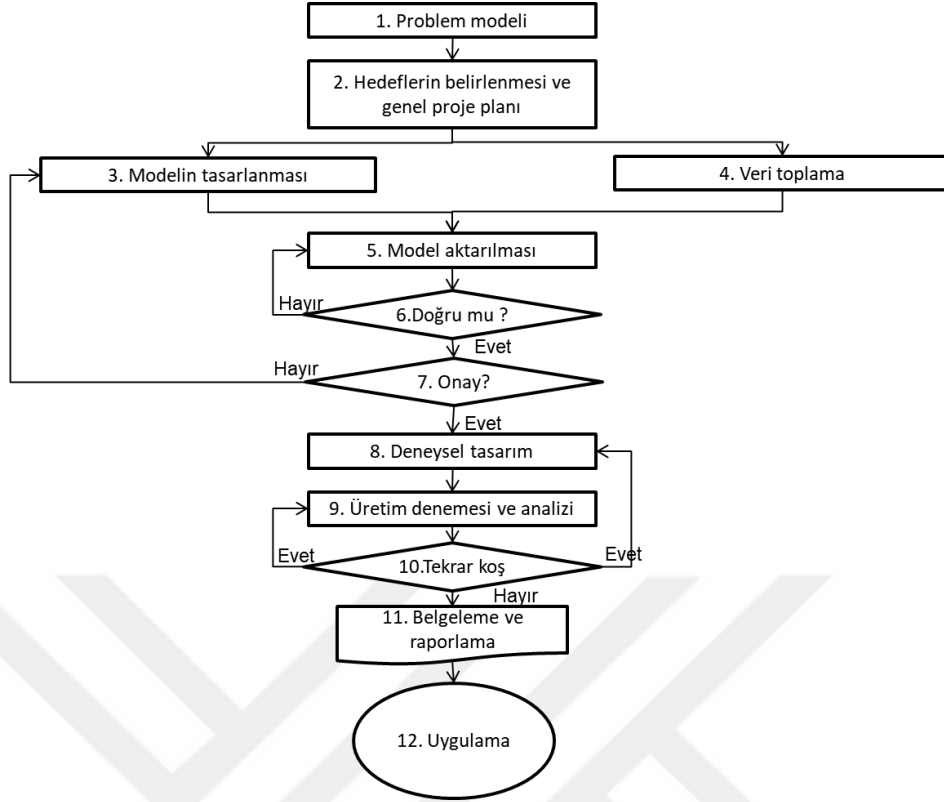 1. Problem modeli
2. Hedeflerin belirlenmesi ve
genel proje planı
3. Modelin tasarlanması
4. Veri toplama
5. Model aktarılması
Hayır
6.Doğru mu ?
Evet
Hayır
7. Onay?
Evet
8. Deneysel tasarım
9. Üretim denemesi ve analizi
Evet
10.Tekrar koş
Evet
Hayır
11. Belgeleme ve
raporlama
12. Uygulama